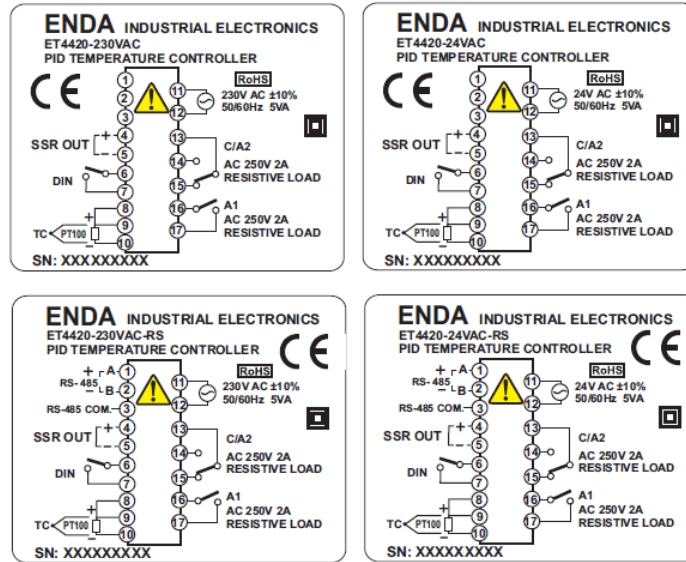 ENDA INDUSTRIAL ELECTRONICS
ET4420-230VAC
PID TEMPERATURE CONTROLLER
CE
RoHS
230V AC ±10%
50/60Hz 5VA
1
2
3
4
5
6
7
8
9
10
11
12
13
14
15
16
17
SSR OUT + -
DIN
TC PT100 + -
C/A2
AC 250V 2A
RESISTIVE LOAD
A1
AC 250V 2A
RESISTIVE LOAD
SN: XXXXXXXXX
ENDA INDUSTRIAL ELECTRONICS
ET4420-24VAC
PID TEMPERATURE CONTROLLER
CE
RoHS
24V AC ±10%
50/60Hz 5VA
1
2
3
4
5
6
7
8
9
10
11
12
13
14
15
16
17
SSR OUT + -
DIN
TC PT100 + -
C/A2
AC 250V 2A
RESISTIVE LOAD
A1
AC 250V 2A
RESISTIVE LOAD
SN: XXXXXXXXX
ENDA INDUSTRIAL ELECTRONICS
ET4420-230VAC-RS
PID TEMPERATURE CONTROLLER
CE
RoHS
230V AC ±10%
50/60Hz 5VA
+ A
RS-485
- B
RS-485 COM.
1
2
3
4
5
6
7
8
9
10
11
12
13
14
15
16
17
SSR OUT + -
DIN
TC PT100 + -
C/A2
AC 250V 2A
RESISTIVE LOAD
A1
AC 250V 2A
RESISTIVE LOAD
SN: XXXXXXXXX
ENDA INDUSTRIAL ELECTRONICS
ET4420-24VAC-RS
PID TEMPERATURE CONTROLLER
CE
RoHS
24V AC ±10%
50/60Hz 5VA
+ A
RS-485
- B
RS-485 COM.
1
2
3
4
5
6
7
8
9
10
11
12
13
14
15
16
17
SSR OUT + -
DIN
TC PT100 + -
C/A2
AC 250V 2A
RESISTIVE LOAD
A1
AC 250V 2A
RESISTIVE LOAD
SN: XXXXXXXXX